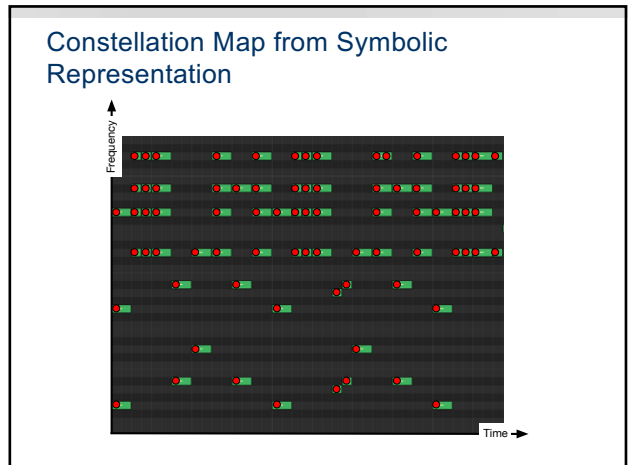 Constellation Map from Symbolic
Representation
Frequency
Time